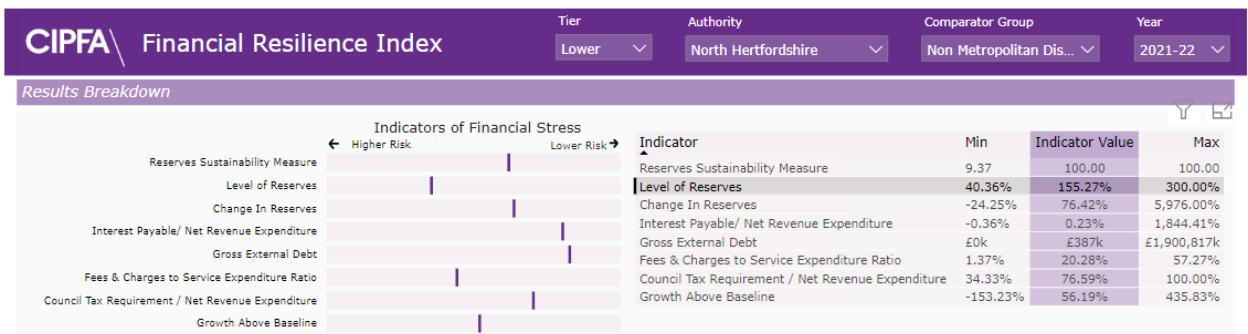 CIPFA Financial Resilience Index
Tier Authority Comparator Group Year
Lower North Hertfordshire Non Metropolitan Dis... 2021-22
Results Breakdown
Indicators of Financial Stress
← Higher Risk Lower Risk →
Reserves Sustainability Measure
Level of Reserves
Change In Reserves
Interest Payable/ Net Revenue Expenditure
Gross External Debt
Fees & Charges to Service Expenditure Ratio
Council Tax Requirement / Net Revenue Expenditure
Growth Above Baseline
Indicator Min Indicator Value Max
Reserves Sustainability Measure 9.37 100.00 100.00
Level of Reserves 40.36% 155.27% 300.00%
Change In Reserves -24.25% 76.42% 5,976.00%
Interest Payable/ Net Revenue Expenditure -0.36% 0.23% 1,844.41%
Gross External Debt £0k £387k £1,900,817k
Fees & Charges to Service Expenditure Ratio 1.37% 20.28% 57.27%
Council Tax Requirement / Net Revenue Expenditure 34.33% 76.59% 100.00%
Growth Above Baseline -153.23% 56.19% 435.83%